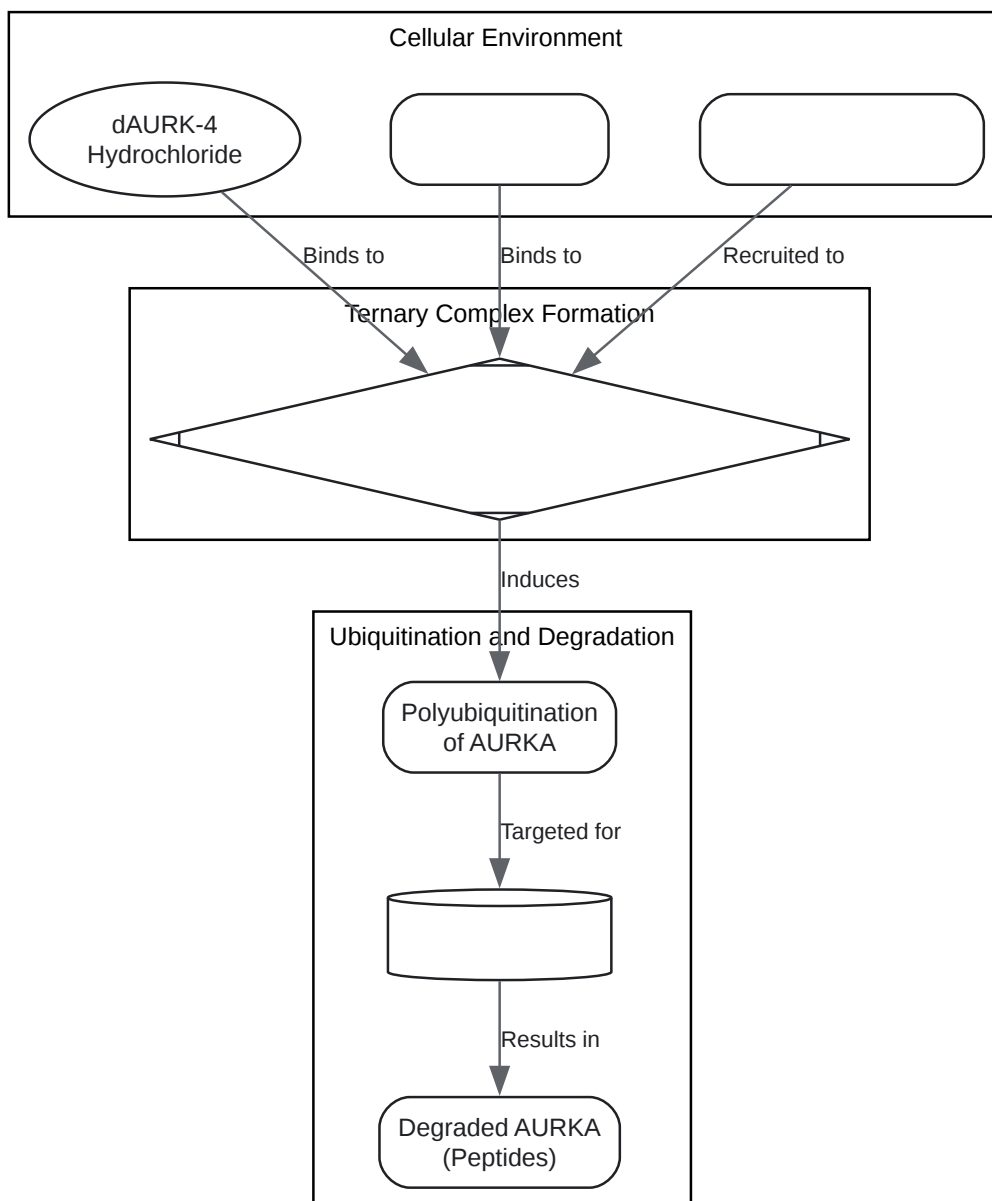 Cellular Environment
dAURK-4
Hydrochloride
Binds to
Binds to
Recruited to
Ternary Complex Formation
Induces
Ubiquitination and Degradation
Polyubiquitination
of AURKA
Targeted for
Results in
Degraded AURKA
(Peptides)